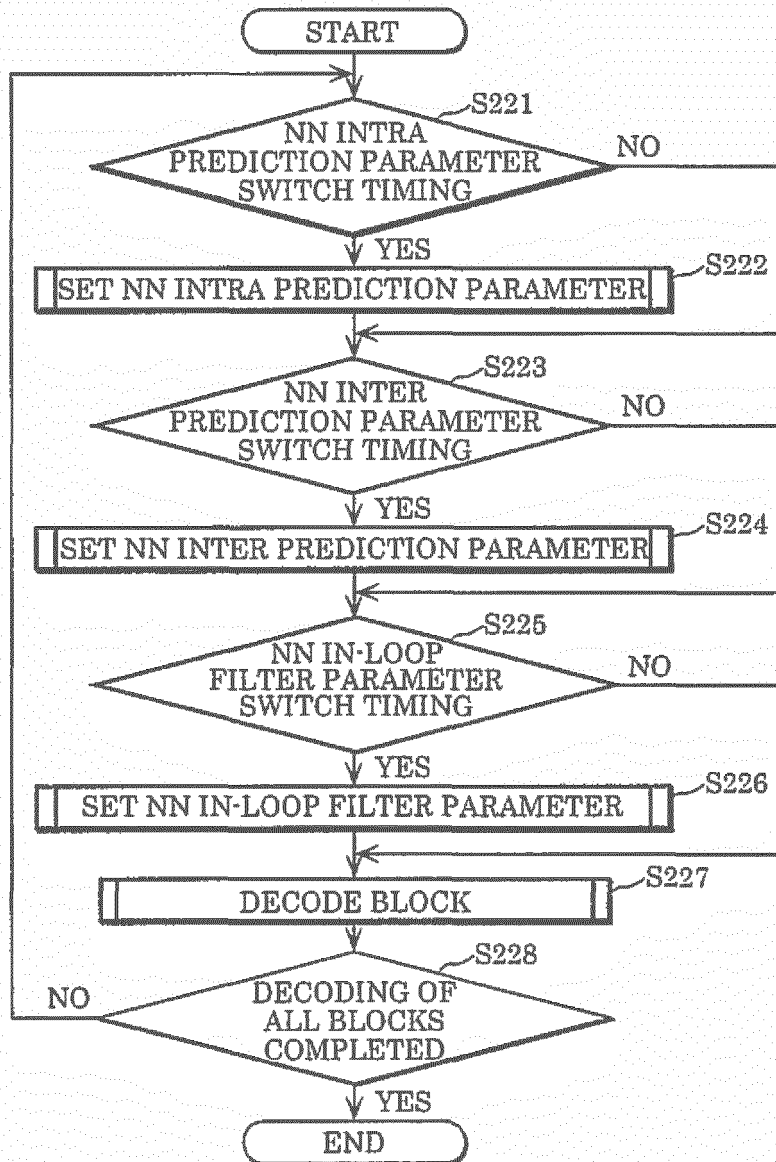 START
S221
NN INTRA
PREDICTION PARAMETER
SWITCH TIMING
NO
YES
S222
SET NN INTRA PREDICTION PARAMETER
S223
NN INTER
PREDICTION PARAMETER
SWITCH TIMING
NO
YES
S224
SET NN INTER PREDICTION PARAMETER
S225
NN IN-LOOP
FILTER PARAMETER
SWITCH TIMING
NO
YES
S226
SET NN IN-LOOP FILTER PARAMETER
S227
DECODE BLOCK
S228
NO
DECODING OF
ALL BLOCKS
COMPLETED
YES
END